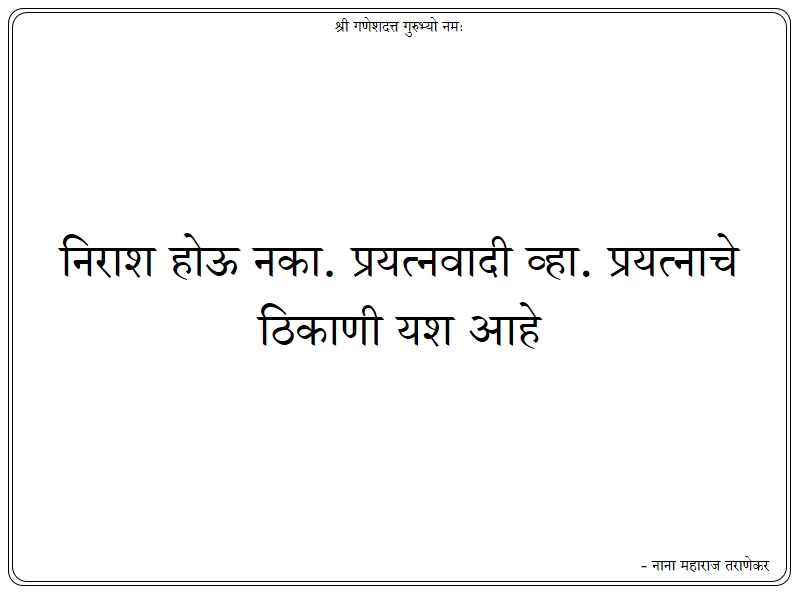 श्री गणेशदत्त गुरुभ्यो नमः
निराश होऊ नका. प्रयत्नवादी व्हा. प्रयत्नाचे
ठिकाणी यश आहे
- नाना महाराज तराणेकर